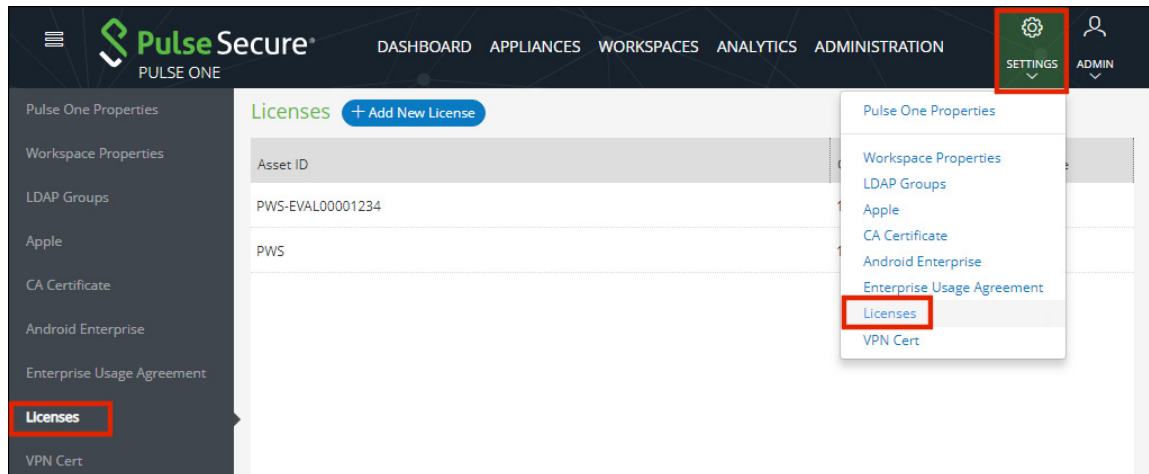 Pulse Secure®
PULSE ONE
DASHBOARD APPLIANCES WORKSPACES ANALYTICS ADMINISTRATION
SETTINGS
ADMIN
Pulse One Properties
Workspace Properties
LDAP Groups
Apple
CA Certificate
Android Enterprise
Enterprise Usage Agreement
Licenses
VPN Cert
Licenses
+ Add New License
Asset ID
PWS-EVAL00001234
PWS
Pulse One Properties
Workspace Properties
LDAP Groups
Apple
CA Certificate
Android Enterprise
Enterprise Usage Agreement
Licenses
VPN Cert